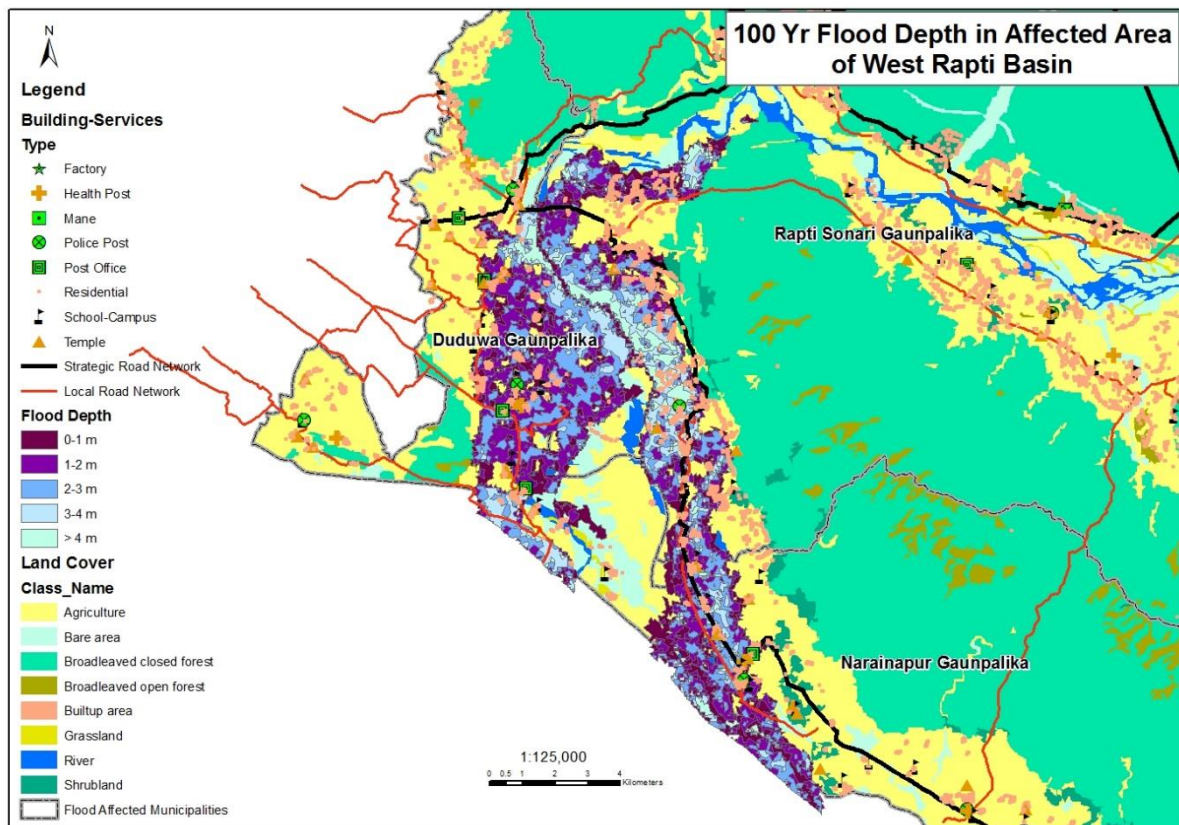 100 Yr Flood Depth in Affected Area
of West Rapti Basin
N
Legend
Building-Services
Type
Factory
Health Post
Mane
Police Post
Post Office
Residential
School-Campus
Temple
Strategic Road Network
Local Road Network
Flood Depth
0-1 m
1-2 m
2-3 m
3-4 m
> 4 m
Land Cover
Class_Name
Agriculture
Bare area
Broadleaved closed forest
Broadleaved open forest
Builtup area
Grassland
River
Shrubland
Flood Affected Municipalities
Rapti Sonari Gaunpalika
Duduwa Gaunpalika
Narainapur Gaunpalika
1:125,000
0 0.5 1 2 3 4
Kilometers